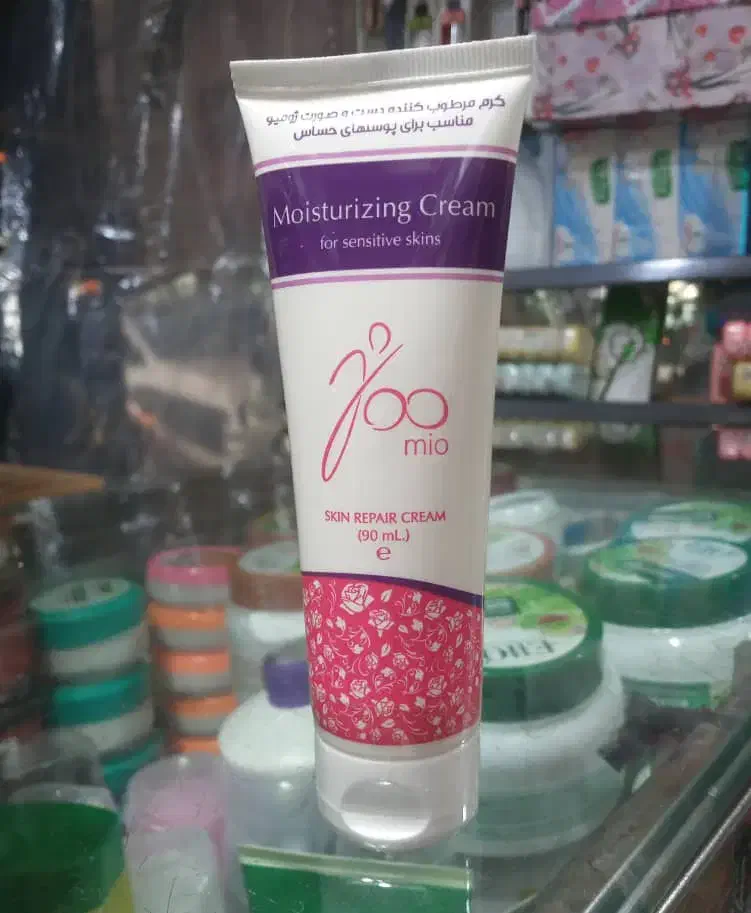 کرم مرطوب کننده دست و صورت ژومیو
مناسب برای پوستهای حساس
Moisturizing Cream
for sensitive skins
Joo
mio
SKIN REPAIR CREAM
(90 mL.)
e